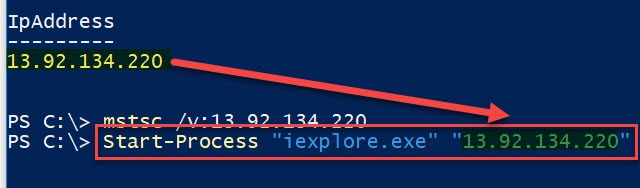 IpAddress
---------
13.92.134.220
PS C:\> mstsc /v:13.92.134.220
PS C:\> Start-Process "iexplore.exe" "13.92.134.220"